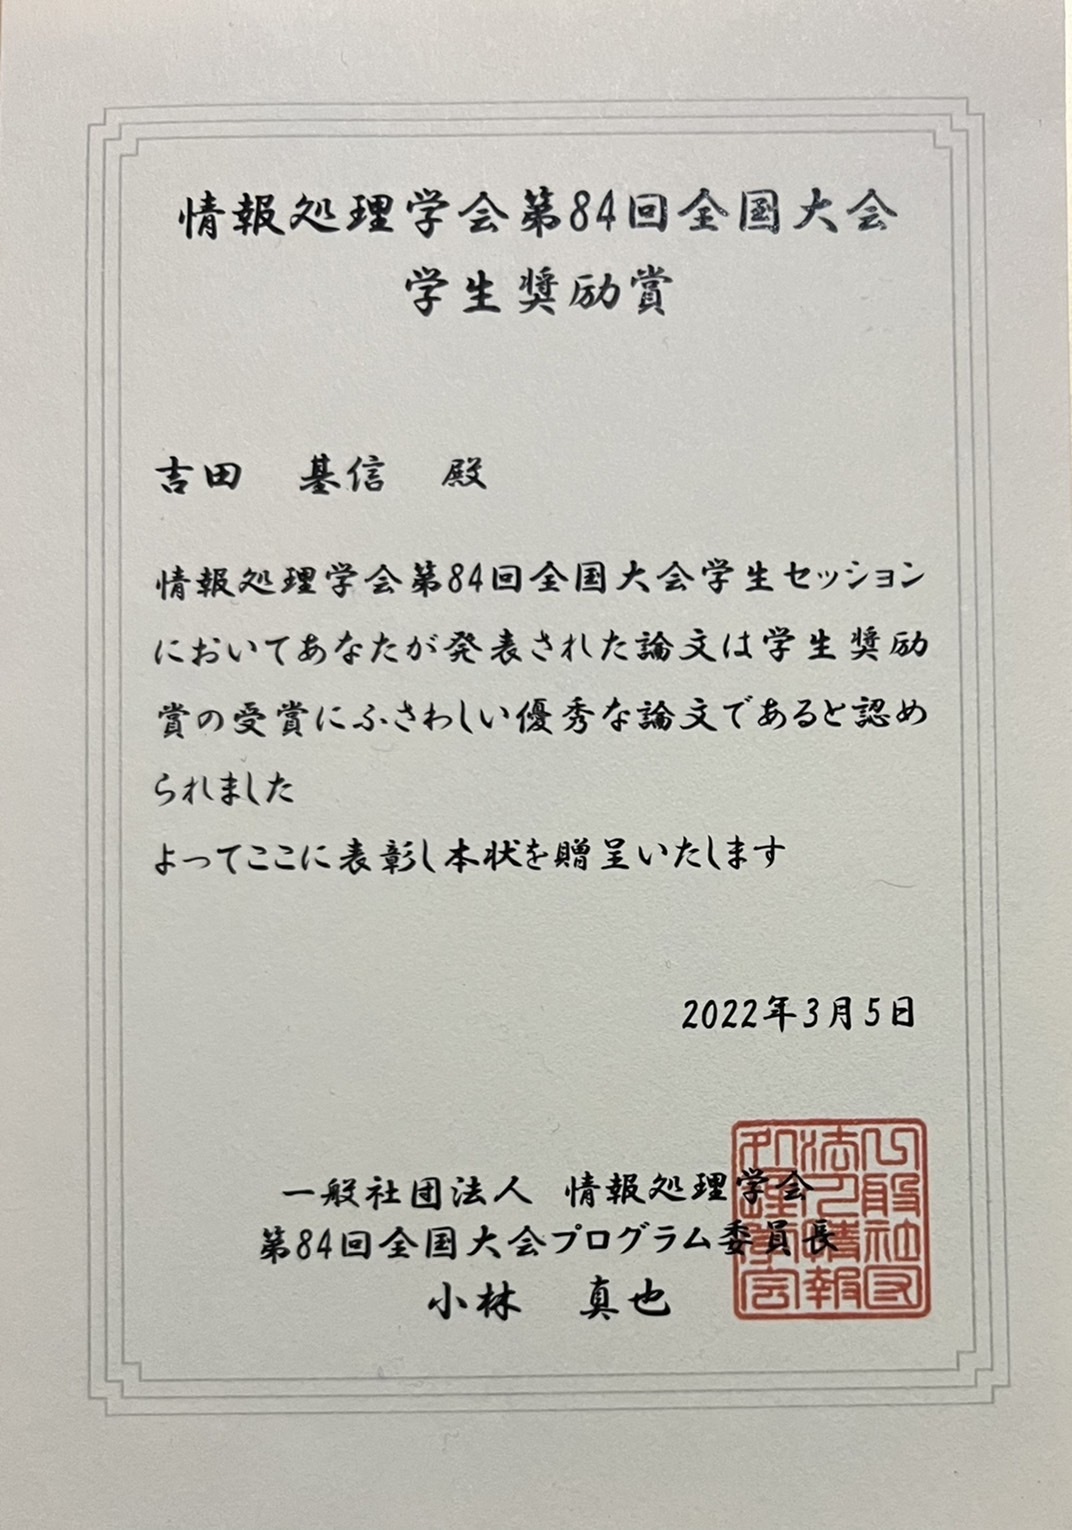 情報処理学会第84回全国大会
学生奨励賞
吉田　基信　殿
情報処理学会第84回全国大会学生セッション
においてあなたが発表された論文は学生奨励
賞の受賞にふさわしい優秀な論文であると認め
られました
よってここに表彰し本状を贈呈いたします
2022年3月5日
一般社団法人　情報処理学会
第84回全国大会プログラム委員長
小林　真也